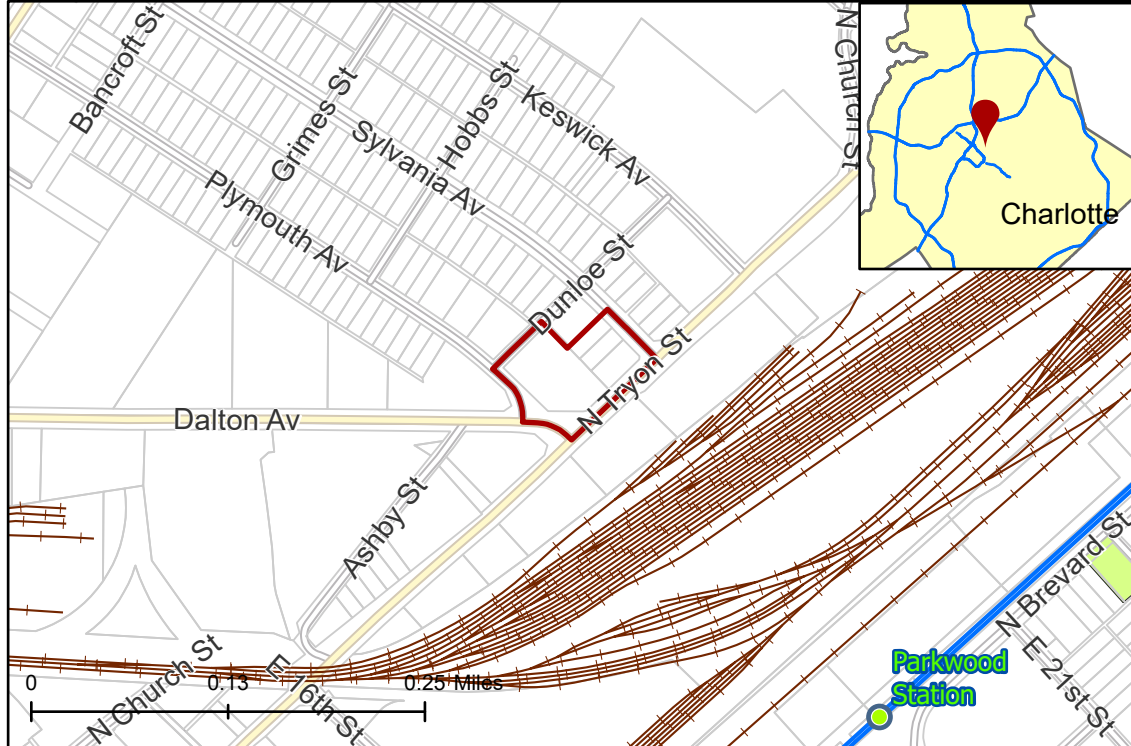 Bancroft St
Grimes St
Hobbs St
Keswick Av
N Church St
Sylvania Av
Plymouth Av
Charlotte
Dunloe St
N Tryon St
Dalton Av
Ashby St
N Brevard St
E 21st St
Parkwood
Station
N Church St
E 16th St
0
0.13
0.25 Miles